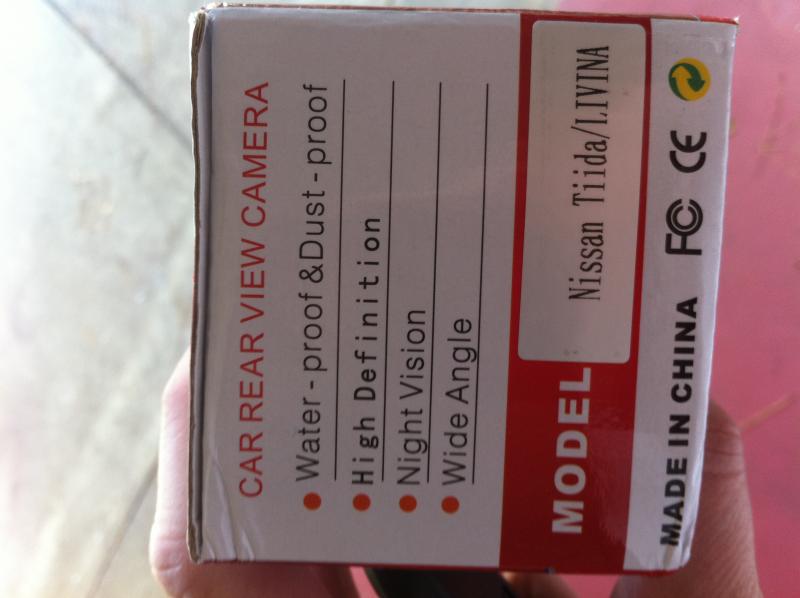 CAR REAR VIEW CAMERA
Water-proof &Dust-proof
High Definition
Night Vision
Wide Angle
MODEL Nissan Tiida/LIVINA
MADE IN CHINA FC CE